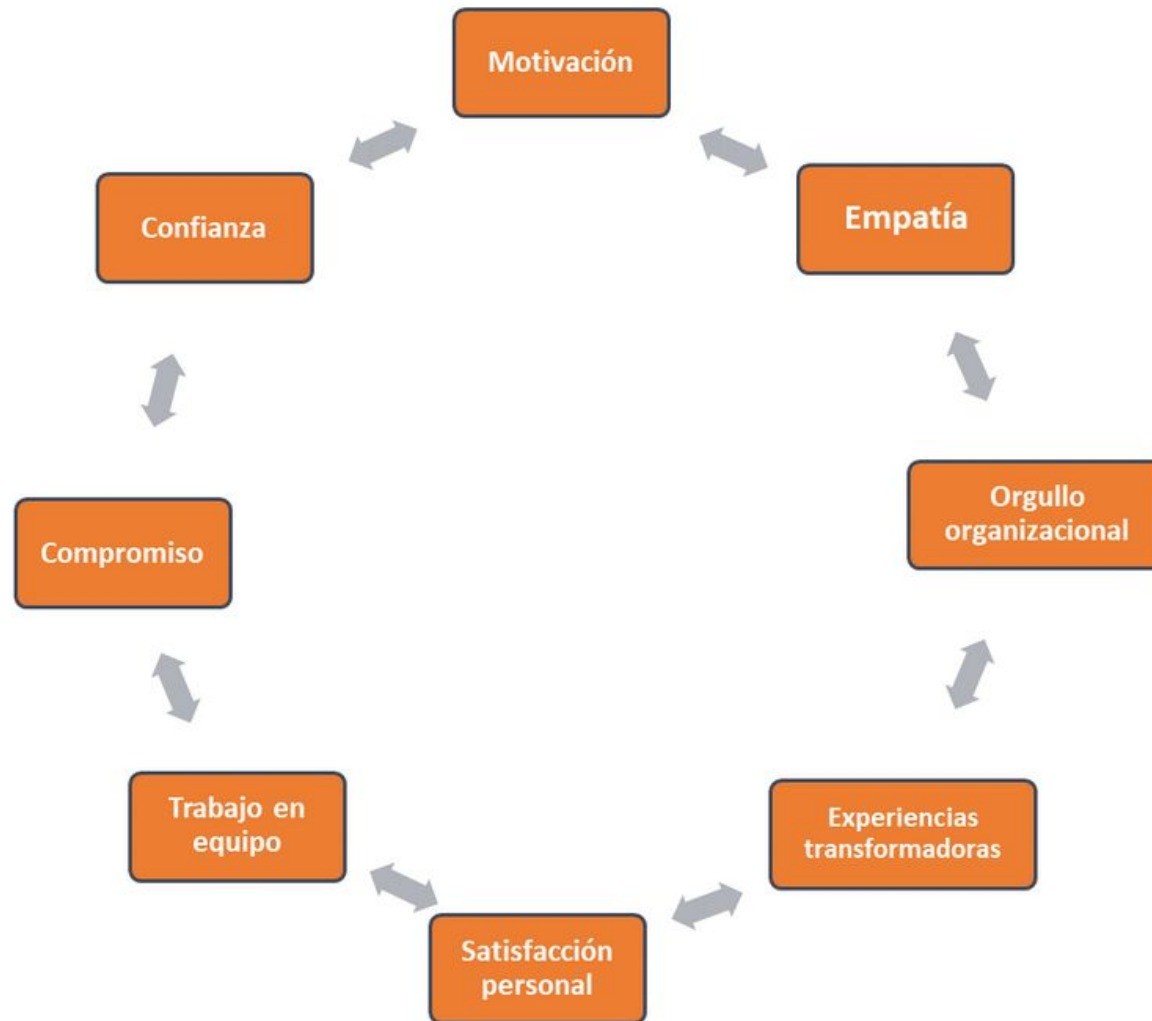 Motivación
Empatía
Orgullo
organizacional
Experiencias
transformadoras
Satisfacción
personal
Trabajo en
equipo
Compromiso
Confianza